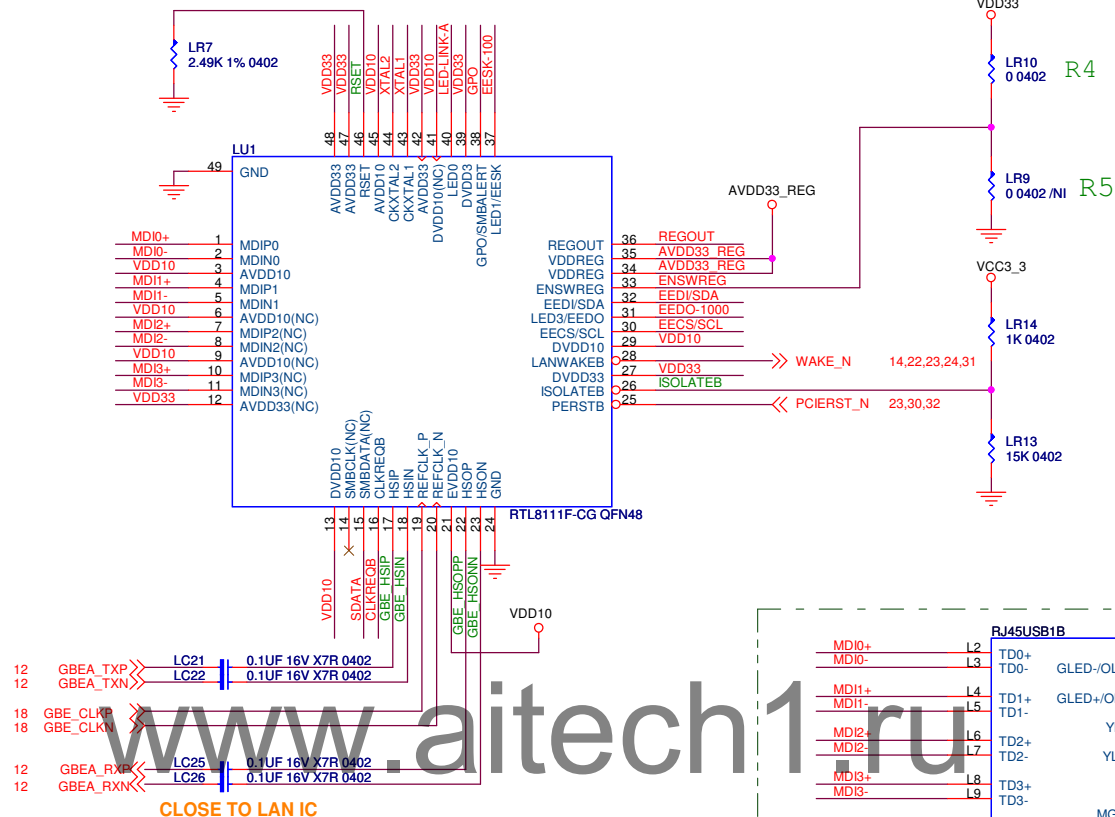 VDD33
LR7
2.49K 1% 0402
LR10
0 0402
R4
VDD33
VDD33
RSET
VDD10
XTAL2
XTAL1
VDD33
VDD10
LED-LINK-A
VDD33
GPO
EESK-100
48
47
46
45
44
43
42
41
40
39
38
37
LU1
AVDD33
AVDD33
RSET
AVDD10
CKXTAL2
CKXTAL1
AVDD33
DVDD10(NC)
LED0
DVDD3
GPO/SMBALERT
LED1/EESK
49
GND
LR9
0 0402 /NI
R5
AVDD33_REG
MDI0+ 1 MDIP0
MDI0- 2 MDIN0
VDD10 3 AVDD10
MDI1+ 4 MDIP1
MDI1- 5 MDIN1
VDD10 6 AVDD10(NC)
MDI2+ 7 MDIP2(NC)
MDI2- 8 MDIN2(NC)
VDD10 9 AVDD10(NC)
MDI3+ 10 MDIP3(NC)
MDI3- 11 MDIN3(NC)
VDD33 12 AVDD33(NC)
REGOUT 36 REGOUT
VDDREG 35 AVDD33_REG
VDDREG 34 AVDD33_REG
ENSWREG 33 ENSWREG
EEDI/SDA 32 EEDI/SDA
LED3/EEDO 31 EEDO-1000
EECS/SCL 30 EECS/SCL
DVDD10 29 VDD10
LANWAKEB 28 WAKE_N 14,22,23,24,31
DVDD33 27 VDD33
ISOLATEB 26 ISOLATEB
PERSTB 25 PCIERST_N 23,30,32
VCC3_3
LR14
1K 0402
LR13
15K 0402
DVDD10
SMBCLK(NC)
SMBDATA(NC)
CLKREQB
HSIP
HSIN
REFCLK_P
REFCLK_N
EVDD10
HSOP
HSON
GND
RTL8111F-CG QFN48
13
14
15
16
17
18
19
20
21
22
23
24
VDD10
SDATA
CLKREQB
GBE_HSIP
GBE_HSIN
GBE_HSOPP
GBE_HSONN
VDD10
12 GBEA_TXP LC21 0.1UF 16V X7R 0402
12 GBEA_TXN LC22 0.1UF 16V X7R 0402
18 GBE_CLKP
18 GBE_CLKN
12 GBEA_RXP LC25 0.1UF 16V X7R 0402
12 GBEA_RXN LC26 0.1UF 16V X7R 0402
CLOSE TO LAN IC
www.aitech1.ru
RJ45USB1B
MDI0+ L2 TD0+
MDI0- L3 TD0- GLED-/OL
MDI1+ L4 TD1+ GLED+/O
MDI1- L5 TD1-
MDI2+ L6 TD2+
MDI2- L7 TD2- YL
MDI3+ L8 TD3+
MDI3- L9 TD3-
MG